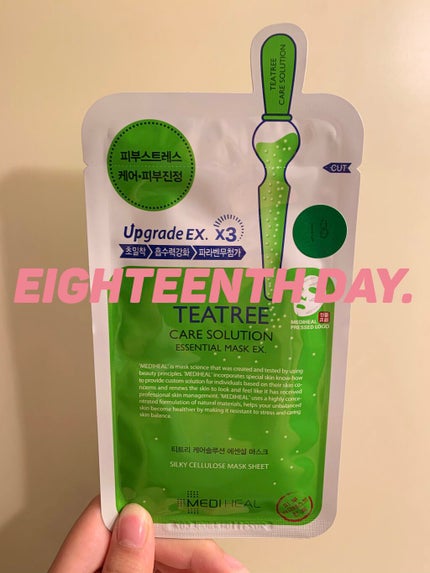 TEATREE
CARE SOLUTION
피부스트레스
케어·피부진정
CUT
Upgrade EX. X3
초밀착
흡수력강화
파라벤무첨가
EIGHTEENTH DAY.
MEDIHEAL
PRESSED LOGO
TEATREE
CARE SOLUTION
ESSENTIAL MASK EX.
'MEDIHEAL' is mask science that was created and tested by using
beauty principles. 'MEDIHEAL' incorporates special skin know-how
to provide custom solution for individuals based on their skin co-
ncerns and renews the skin to look and feel like it has received
professional skin management. 'MEDIHEAL' uses a highly conce-
ntrated formulation of natural materials, helps your unbalanced
skin become healthier by making it resistant to stress and caring
skin balance.
티트리 케어솔루션 에센셜 마스크
SILKY CELLULOSE MASK SHEET
MEDIHEAL